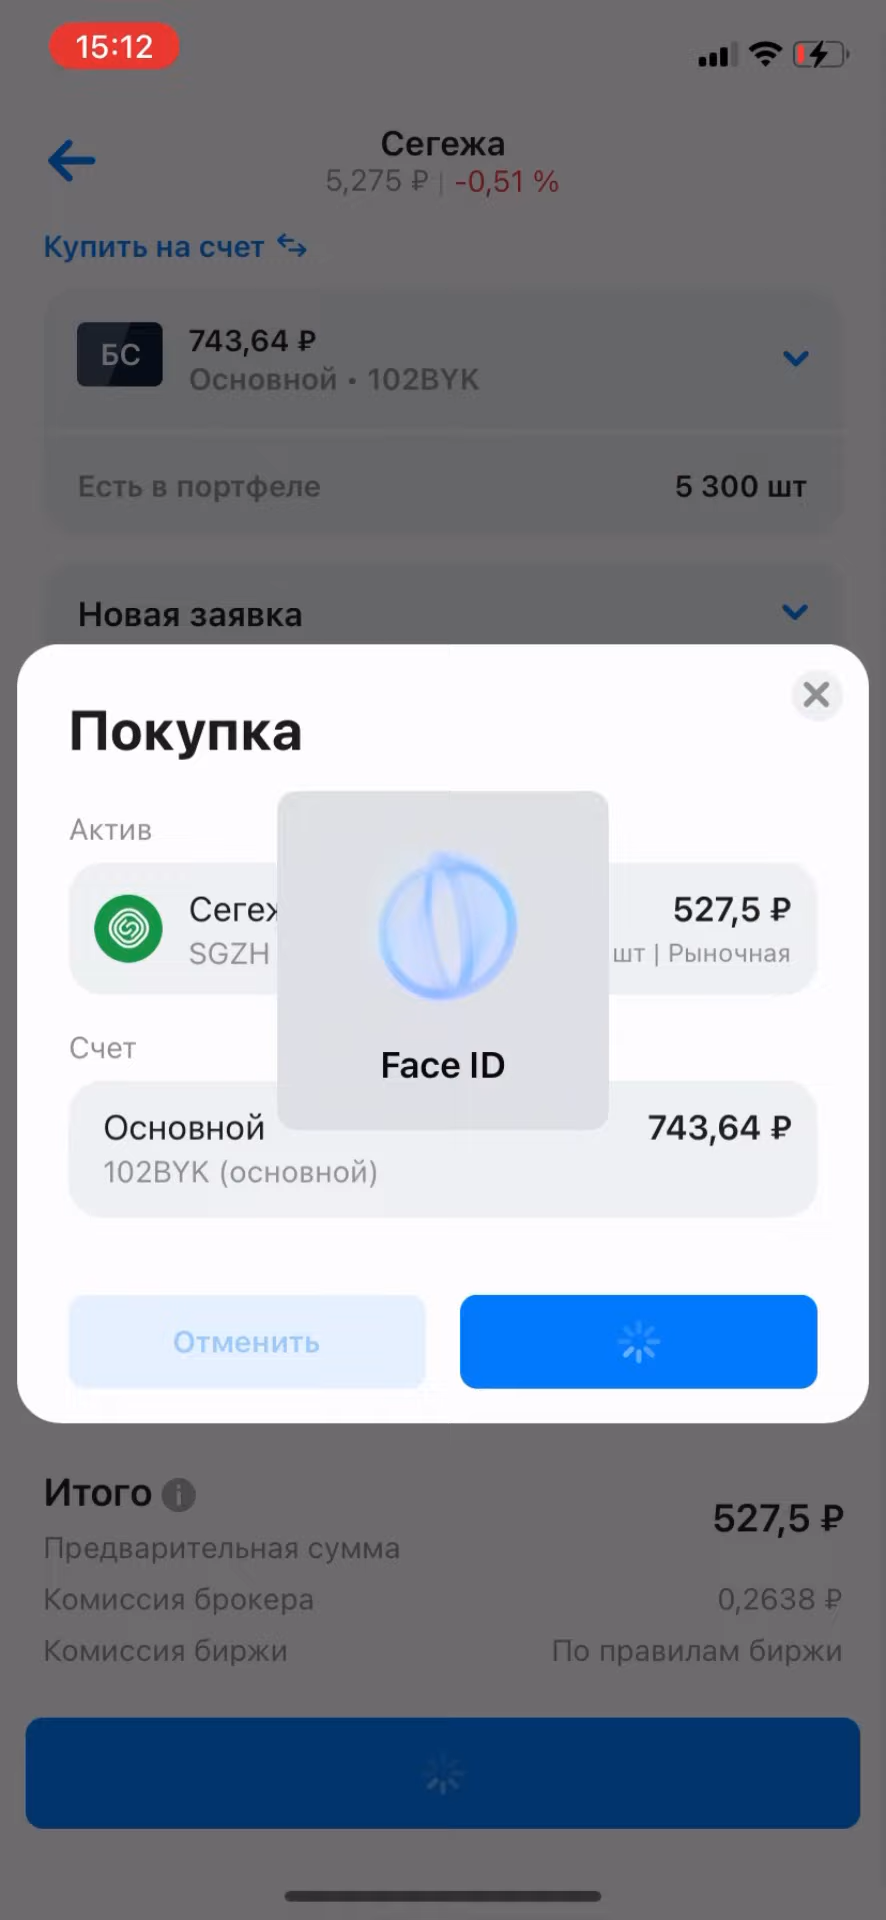 15:12
Сегежа
5,275 ₽ | -0,51 %
Купить на счет
БС
743,64 ₽
Основной • 102BYK
Есть в портфеле
5 300 шт
Новая заявка
Покупка
Актив
527,5 ₽
SGZH
шт | Рыночная
Face ID
Счет
Основной
743,64 ₽
102BYK (основной)
Отменить
Итого
527,5 ₽
Предварительная сумма
Комиссия брокера
0,2638 ₽
Комиссия биржи
По правилам биржи